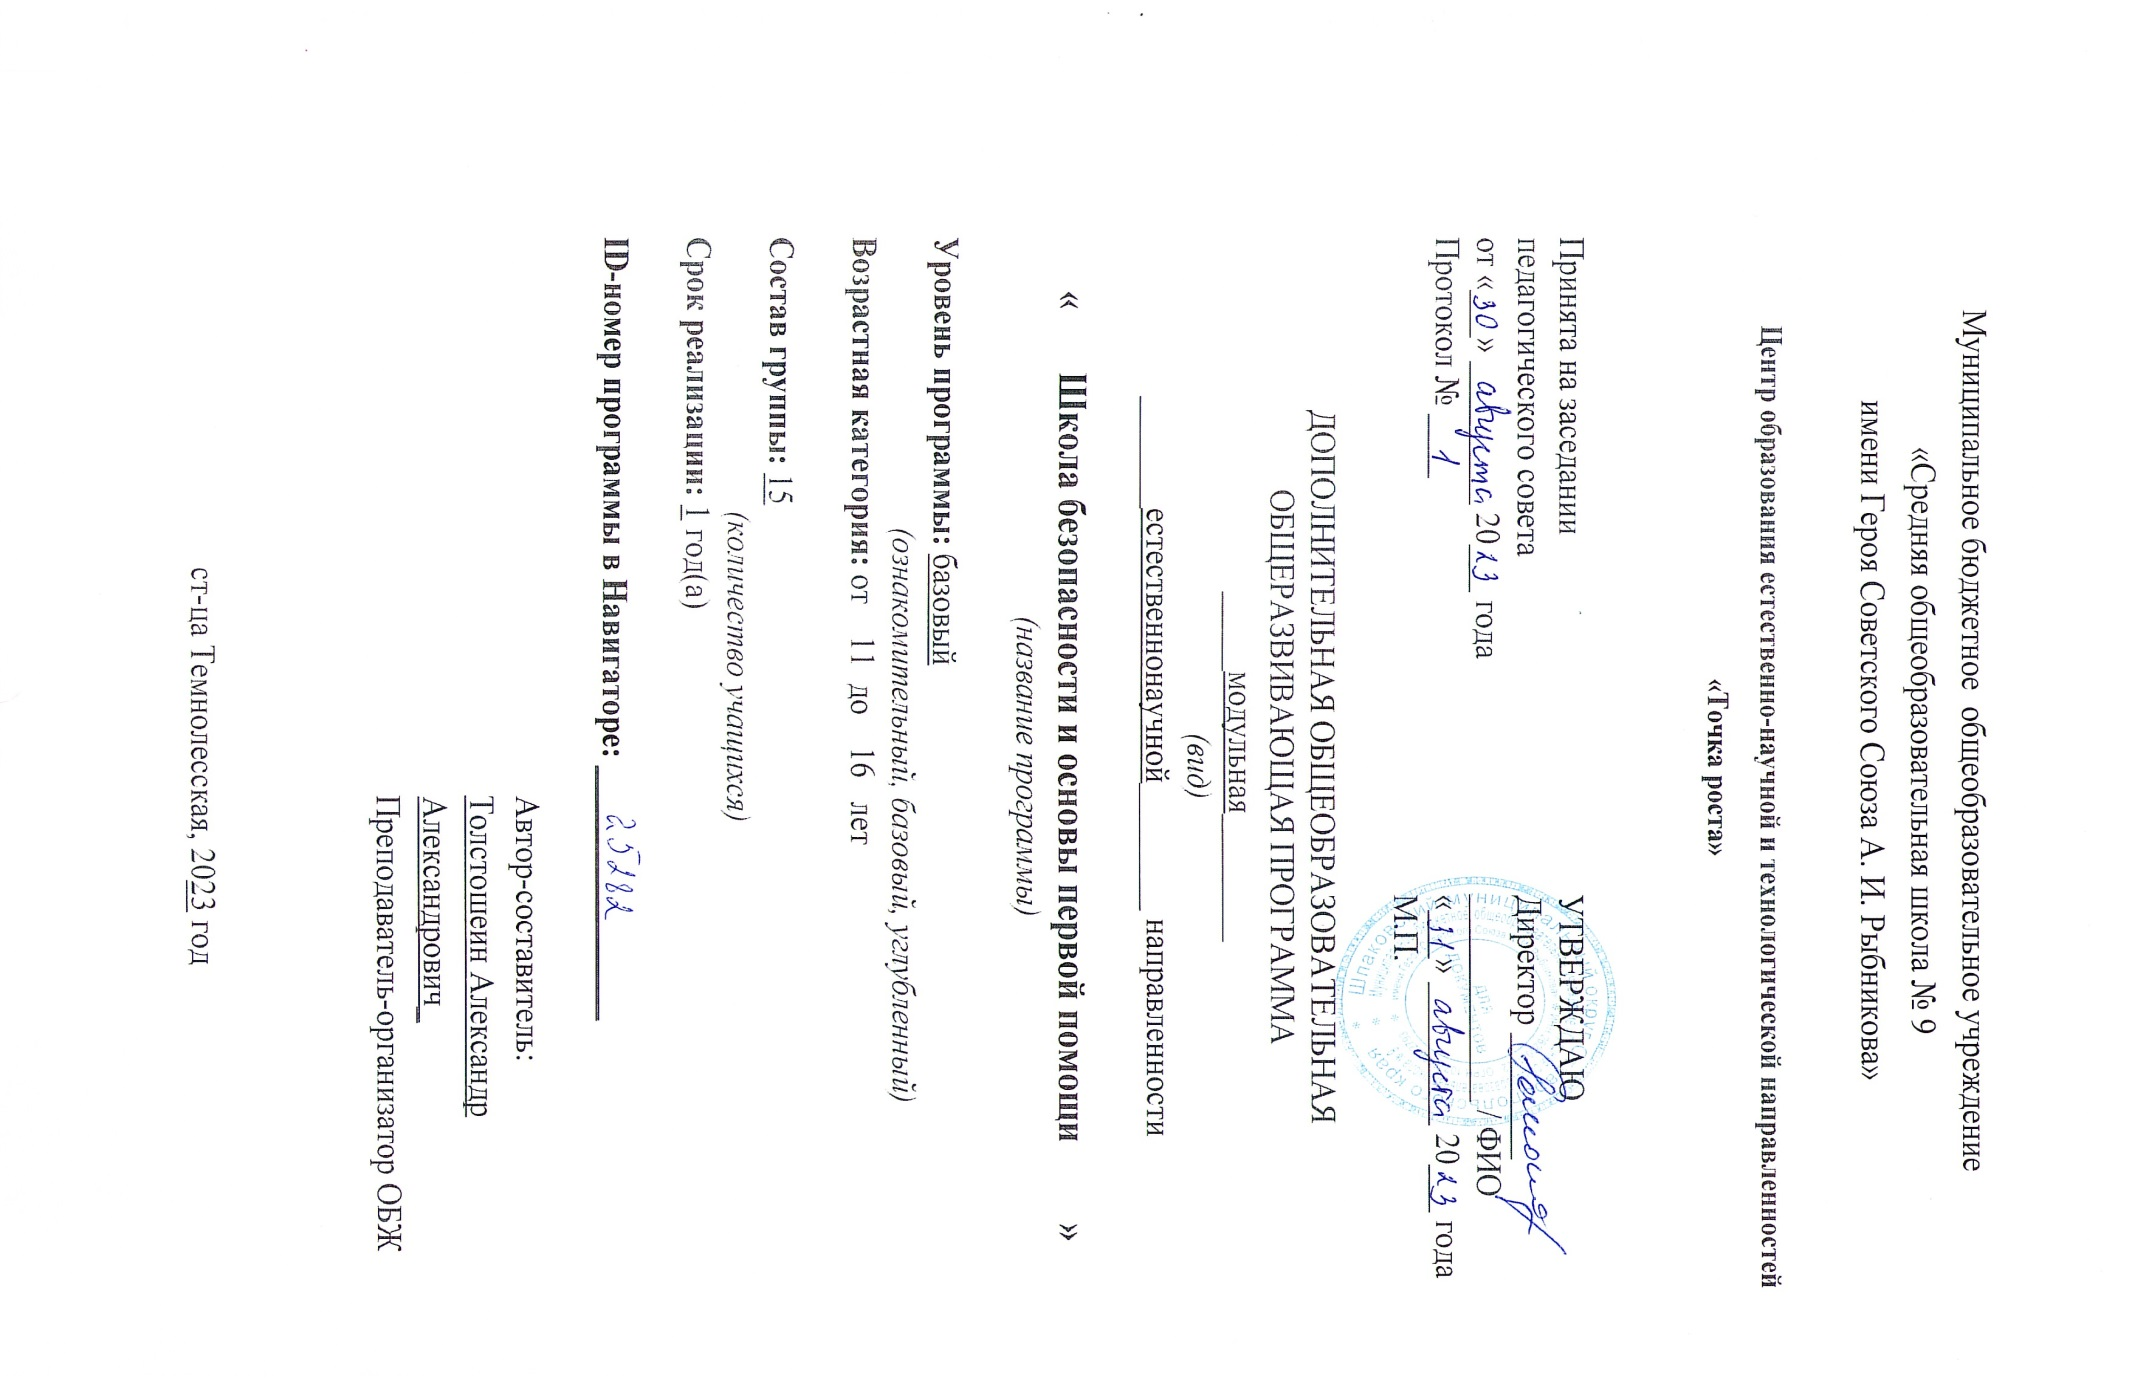 Муниципальное бюджетное общеобразовательное учреждение
«Средняя общеобразовательная школа № 9
имени Героя Советского Союза А. И. Рыбникова»
Центр образования естественно-научной и технологической направленностей
«Точка роста»
Принята на заседании
педагогического совета
от «30» августа 2023 года
Протокол № 1
УТВЕРЖДАЮ
Директор
/ ФИО
«31» августа 2023 года
М.П.
ДОПОЛНИТЕЛЬНАЯ ОБЩЕОБРАЗОВАТЕЛЬНАЯ
ОБЩЕРАЗВИВАЮЩАЯ ПРОГРАММА
модульная
(вид)
естественнонаучной направленности
« Школа безопасности и основы первой помощи »
(название программы)
Уровень программы: базовый
(ознакомительный, базовый, углубленный)
Возрастная категория: от 11 до 16 лет
Состав группы: 15
(количество учащихся)
Срок реализации: 1 год(а)
ID-номер программы в Навигаторе: 25282
Автор-составитель:
Толстошеин Александр
Александрович
Преподаватель-организатор ОБЖ
ст-ца Темнолесская, 2023 год